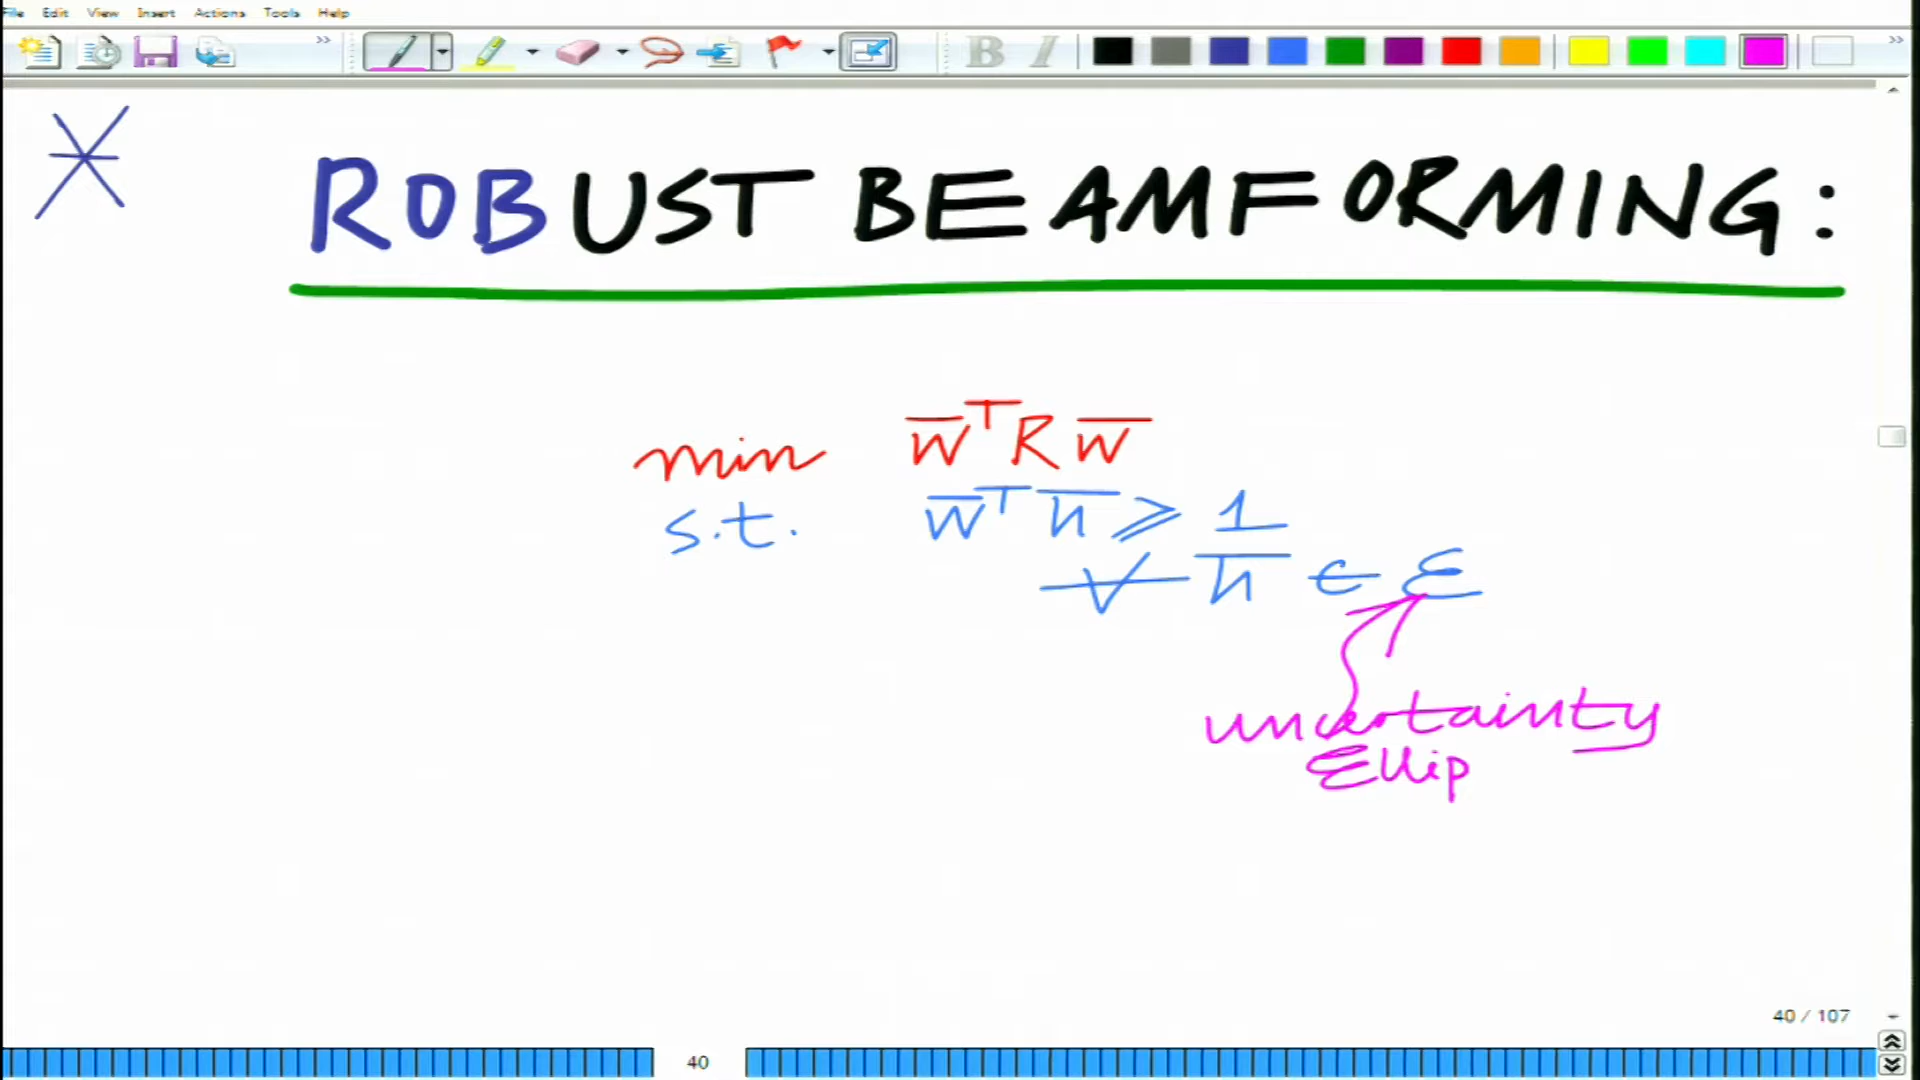 File Edit View Insert Actions Tools Help
B I
ROBUST BEAMFORMING:
min w̅ᵀRw̅
s.t. w̅ᵀh̅ ⩾ 1
∀ h̅ ∈ ℰ
uncertainty
Ellip
40 / 107
40